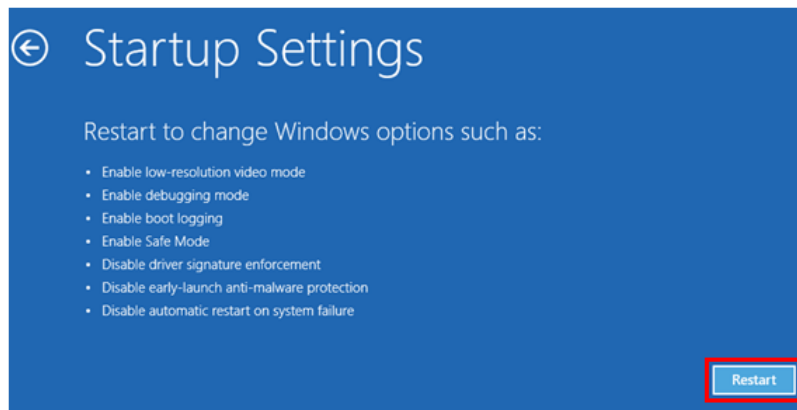 Startup Settings
Restart to change Windows options such as:
• Enable low-resolution video mode
• Enable debugging mode
• Enable boot logging
• Enable Safe Mode
• Disable driver signature enforcement
• Disable early-launch anti-malware protection
• Disable automatic restart on system failure
Restart